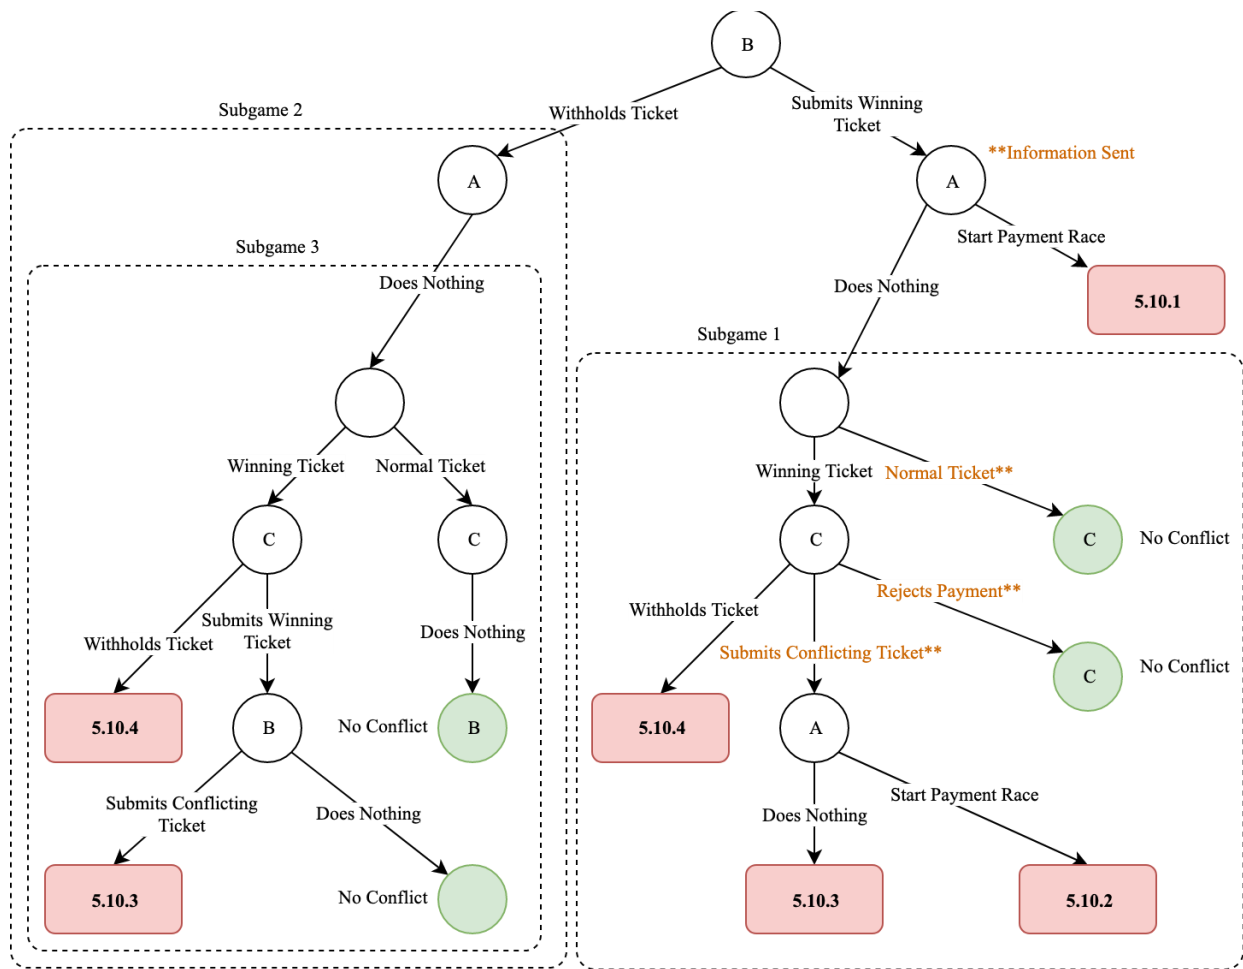 B
Subgame 2
Withholds Ticket
Submits Winning
Ticket
A
A
**Information Sent
Subgame 3
Start Payment Race
Does Nothing
Does Nothing
5.10.1
Subgame 1
Winning Ticket
Normal Ticket
Winning Ticket
Normal Ticket**
C
C
C
C
No Conflict
Withholds Ticket
Submits Winning
Ticket
Does Nothing
Withholds Ticket
Submits Conflicting Ticket**
Rejects Payment**
C
No Conflict
5.10.4
B
No Conflict
B
5.10.4
A
Submits Conflicting
Ticket
Does Nothing
Does Nothing
Start Payment Race
5.10.3
No Conflict
5.10.3
5.10.2